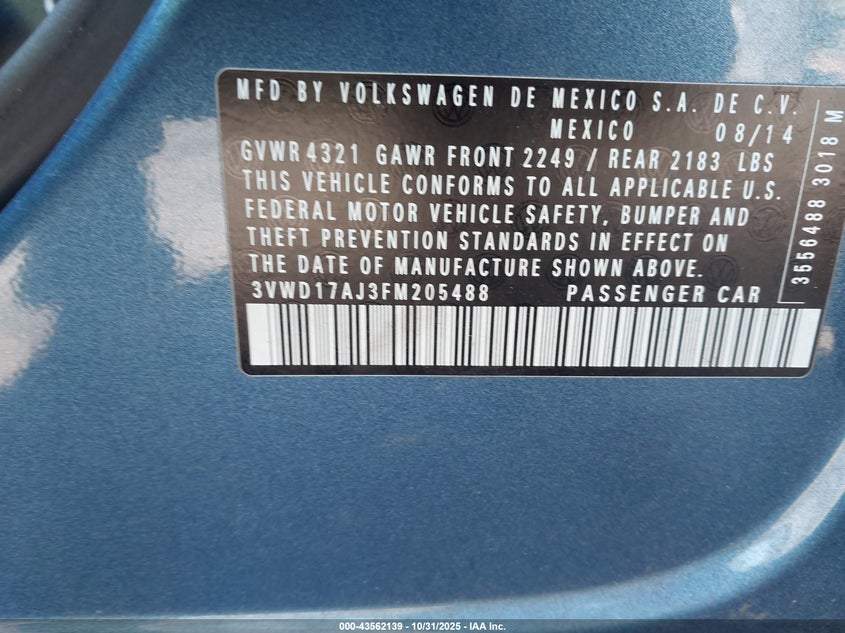 MFD BY VOLKSWAGEN DE MEXICO S.A. DE C.V.
MEXICO 08/14
GVWR 4321 GAWR FRONT 2249 / REAR 2183 LBS
THIS VEHICLE CONFORMS TO ALL APPLICABLE U.S.
FEDERAL MOTOR VEHICLE SAFETY, BUMPER AND
THEFT PREVENTION STANDARDS IN EFFECT ON
THE DATE OF MANUFACTURE SHOWN ABOVE.
3VWD17AJ3FM205488 PASSENGER CAR
3556488 3018 M
000-43562139 - 10/31/2025 - IAA Inc.